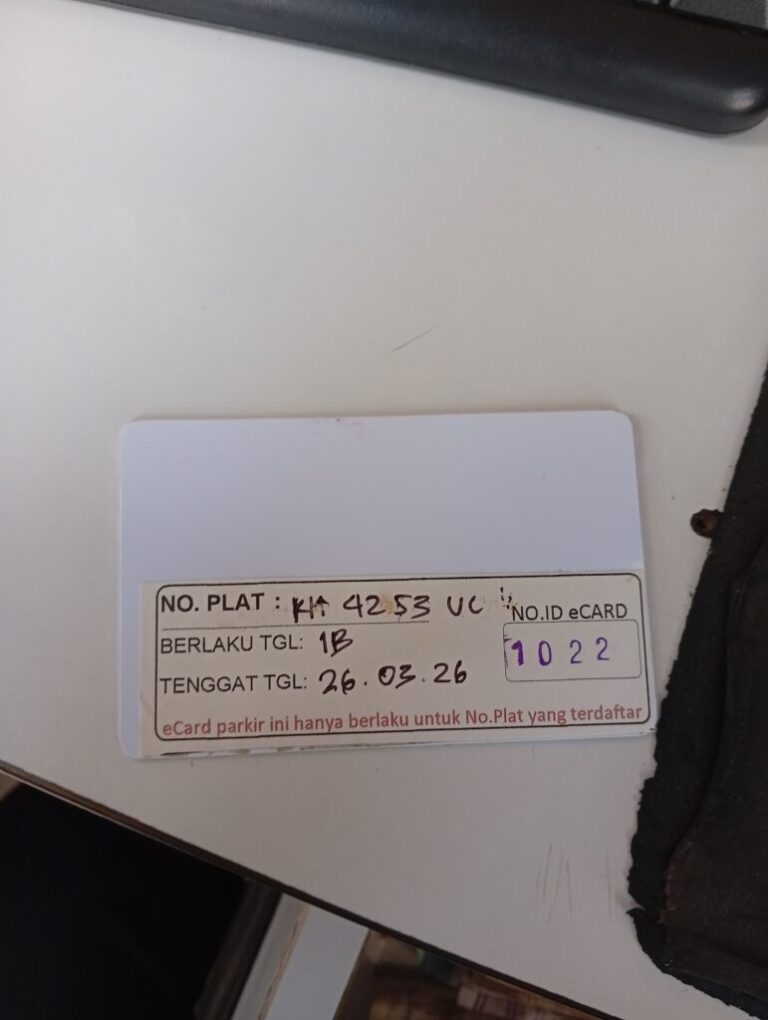 NO. PLAT : KH 4253 UC
NO.ID eCARD
BERLAKU TGL: 1B
1022
TENGGAT TGL: 26.03.26
eCard parkir ini hanya berlaku untuk No.Plat yang terdaftar